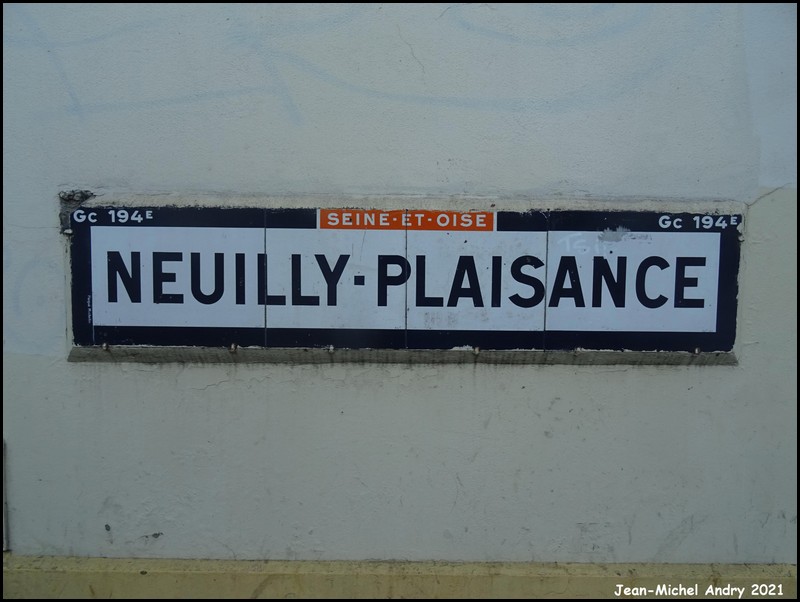 Gc 194E SEINE·ET·OISE Gc 194E
NEUILLY·PLAISANCE
Jean-Michel Andry 2021